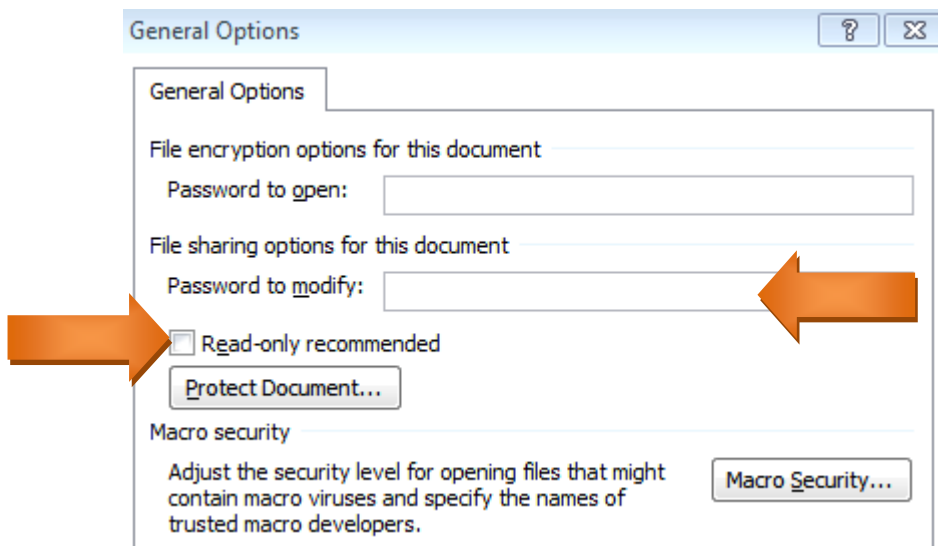 General Options
General Options
File encryption options for this document
Password to open:
File sharing options for this document
Password to modify:
Read-only recommended
Protect Document...
Macro security
Adjust the security level for opening files that might
contain macro viruses and specify the names of
trusted macro developers.
Macro Security...